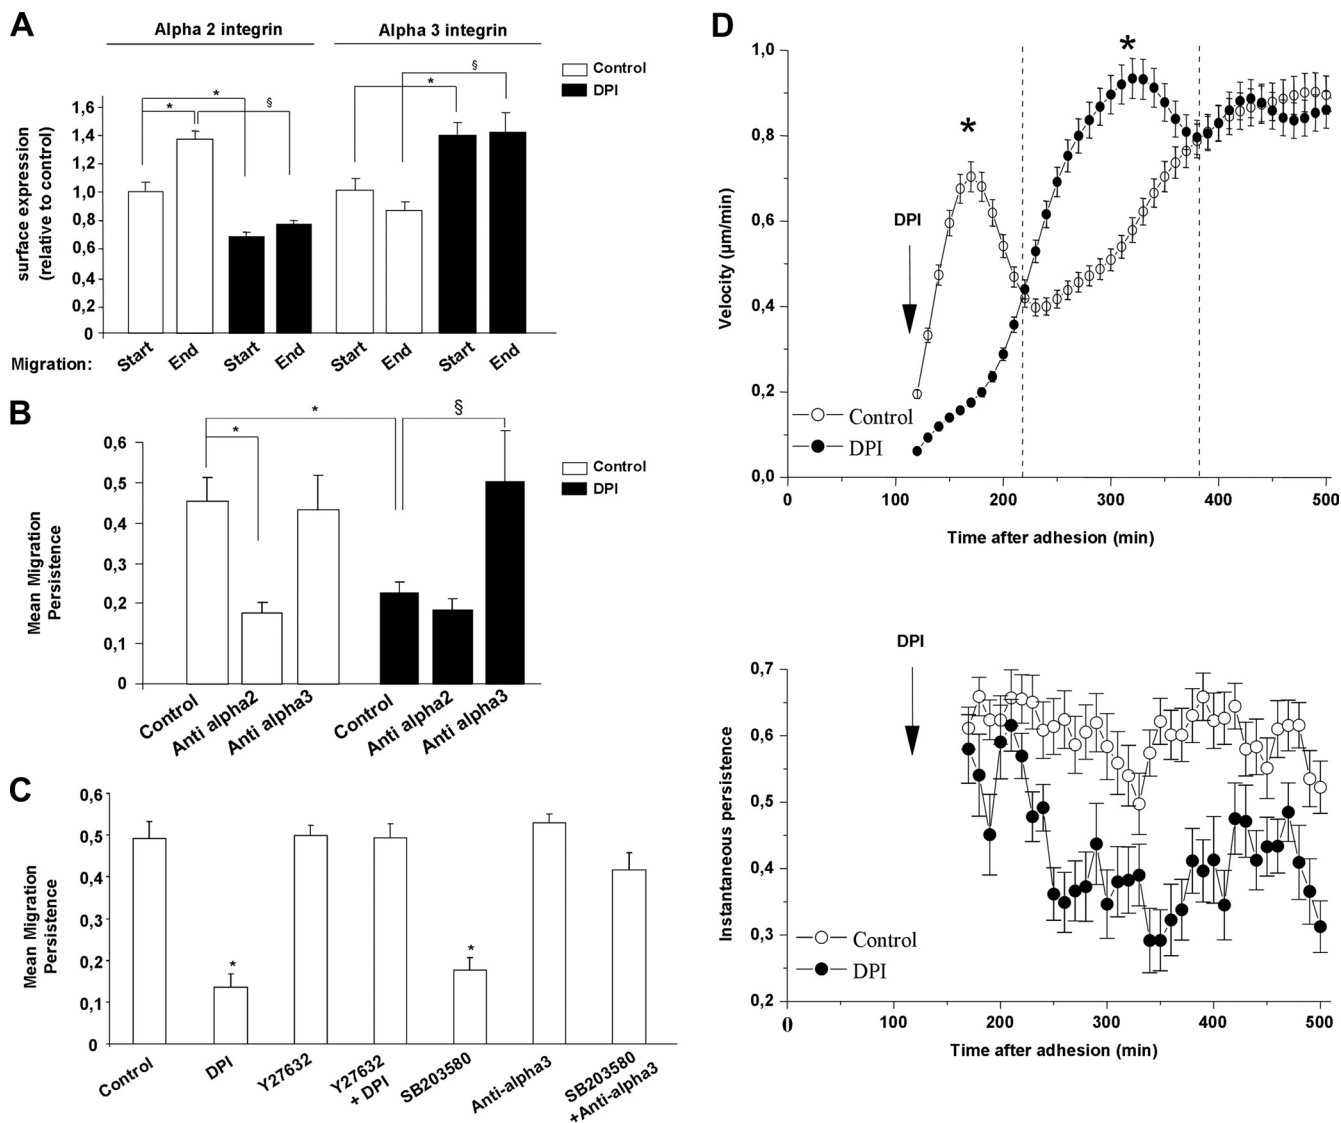 A
Alpha 2 integrin
Alpha 3 integrin
Control
DPI
* * §
* §
surface expression
(relative to control)
1,6
1,4
1,2
1,0
0,8
0,6
0,4
0,2
0
Migration:
Start
End
Start
End
Start
End
Start
End
B
* * §
Control
DPI
Mean Migration
Persistence
0,6
0,5
0,4
0,3
0,2
0,1
0
Control
Anti alpha2
Anti alpha3
Control
Anti alpha2
Anti alpha3
C
Mean Migration
Persistence
0,6
0,5
0,4
0,3
0,2
0,1
0
* *
Control
DPI
Y27632
Y27632
+ DPI
SB203580
Anti-alpha3
SB203580
+Anti-alpha3
D
* *
DPI
Velocity (µm/min)
1,0
0,8
0,6
0,4
0,2
0,0
Control
DPI
0
100
200
300
400
500
Time after adhesion (min)
DPI
Instantaneous persistence
0,7
0,6
0,5
0,4
0,3
0,2
Control
DPI
0
100
200
300
400
500
Time after adhesion (min)